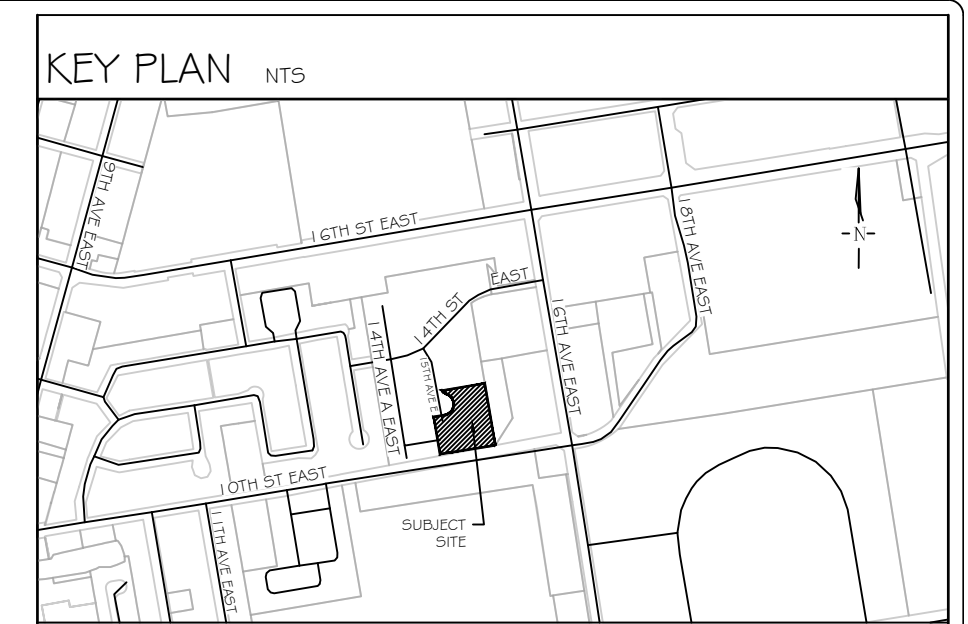 KEY PLAN NTS
9TH AVE EAST
16TH ST EAST
14TH ST EAST
18TH AVE EAST
N
14TH AVE A EAST
15TH AVE E
16TH AVE EAST
10TH ST EAST
11TH AVE EAST
SUBJECT
SITE